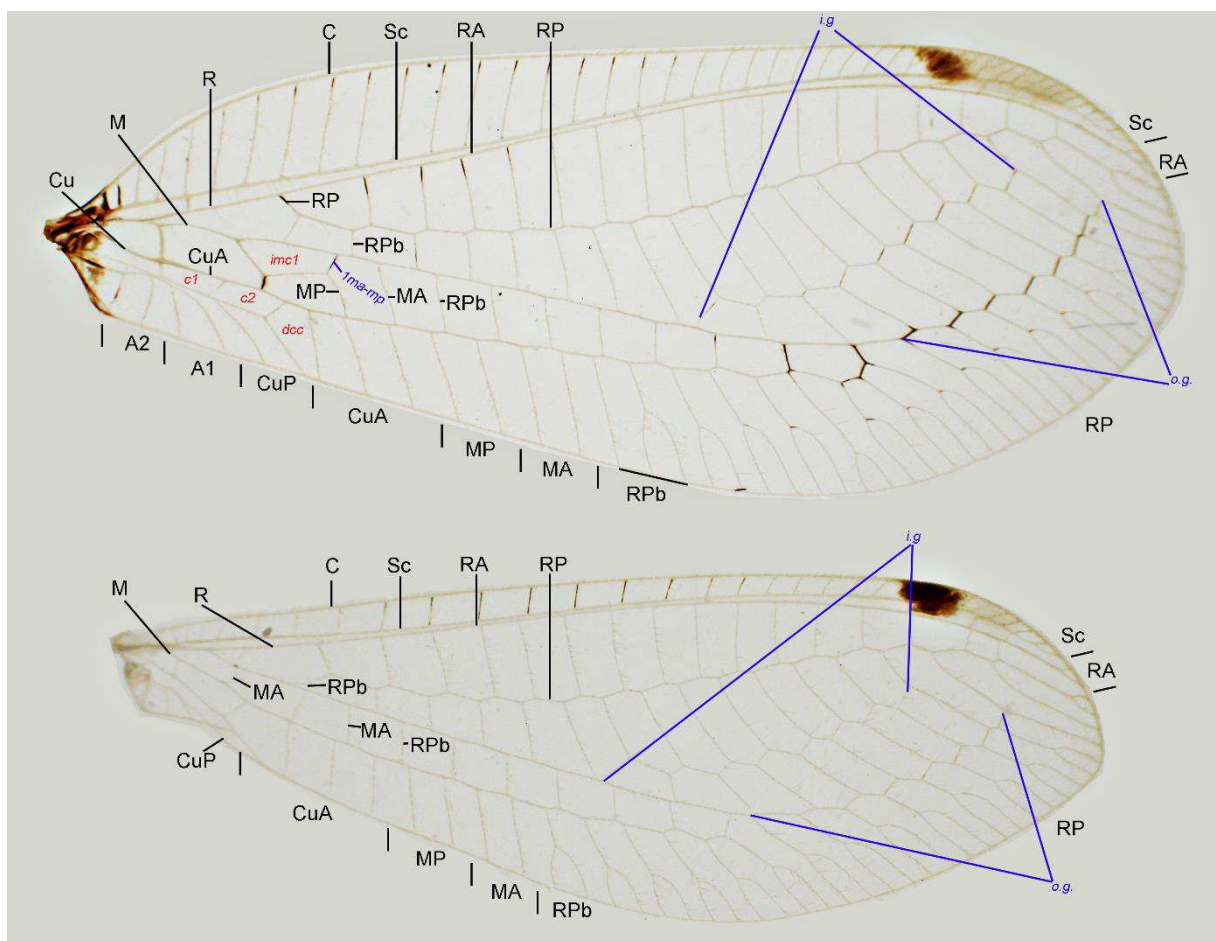 C
Sc
RA
RP
i.g
R
M
Sc
RA
Cu
RP
RPb
CuA
imc1
c1
1ma-mp
c2
MP
MA
RPb
dcc
A2
A1
CuP
CuA
MP
MA
RPb
RP
o.g.
i.g
C
Sc
RA
RP
M
R
Sc
RA
MA
RPb
MA
RPb
CuP
CuA
MP
MA
RPb
RP
o.g.